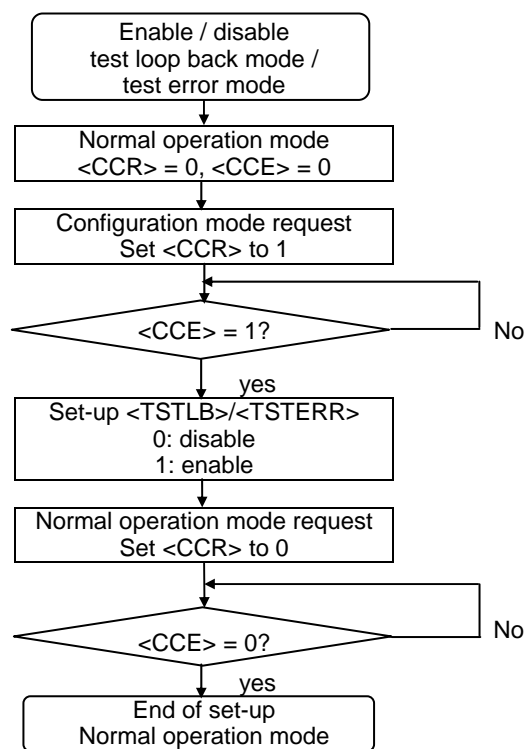 Enable / disable
test loop back mode /
test error mode
Normal operation mode
<CCR> = 0, <CCE> = 0
Configuration mode request
Set <CCR> to 1
<CCE> = 1?
No
yes
Set-up <TSTLB>/<TSTERR>
0: disable
1: enable
Normal operation mode request
Set <CCR> to 0
<CCE> = 0?
No
yes
End of set-up
Normal operation mode